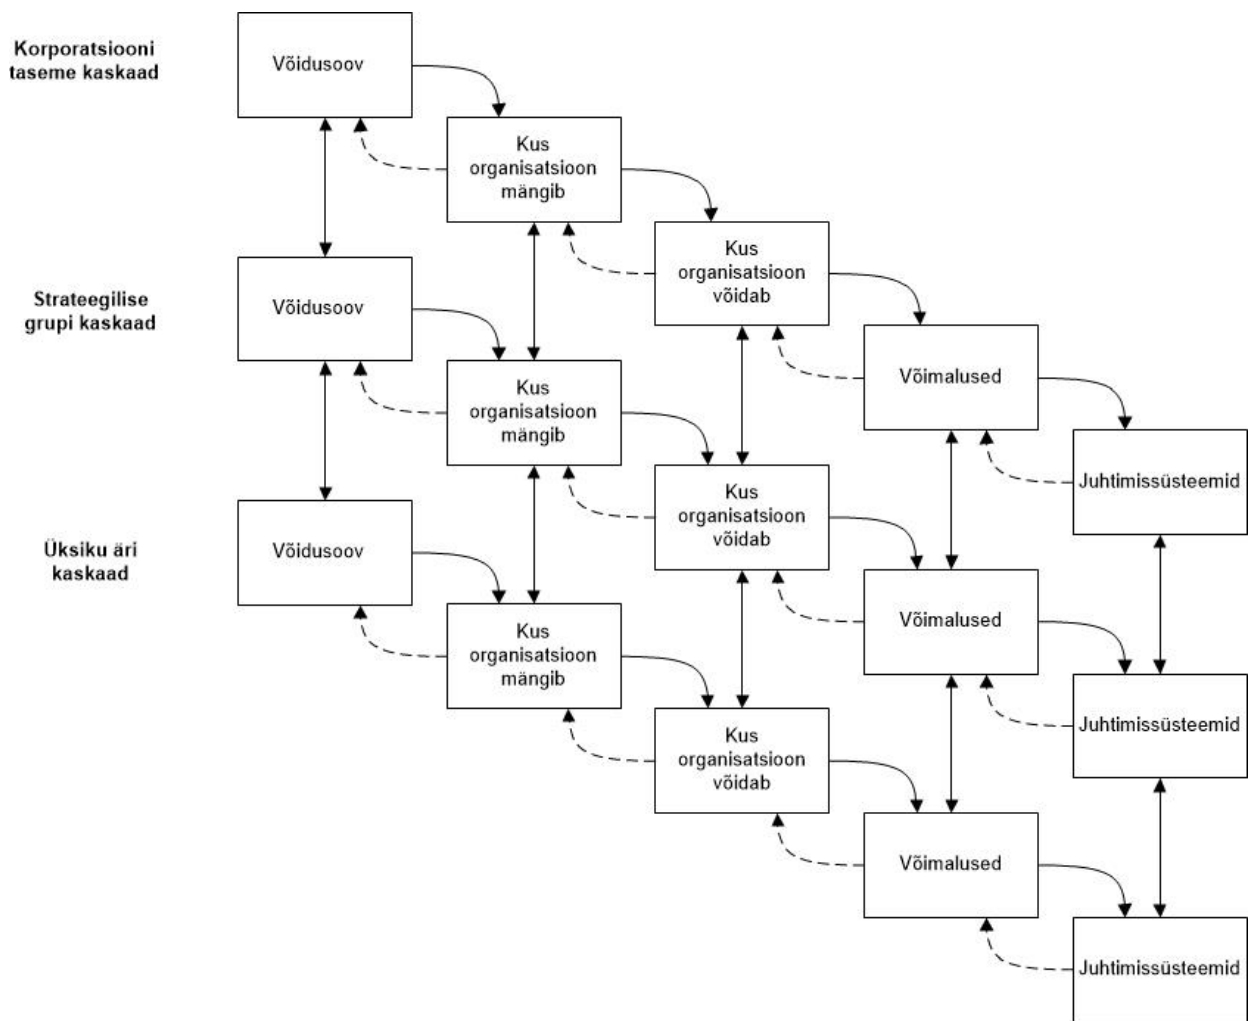 Korporatsiooni
taseme kaskaad
Võidusoov
Kus
organisatsioon
mängib
Kus
organisatsioon
võidab
Võimalused
Juhtimissüsteemid
Strateegilise
grupi kaskaad
Võidusoov
Kus
organisatsioon
mängib
Kus
organisatsioon
võidab
Võimalused
Juhtimissüsteemid
Üksiku äri
kaskaad
Võidusoov
Kus
organisatsioon
mängib
Kus
organisatsioon
võidab
Võimalused
Juhtimissüsteemid